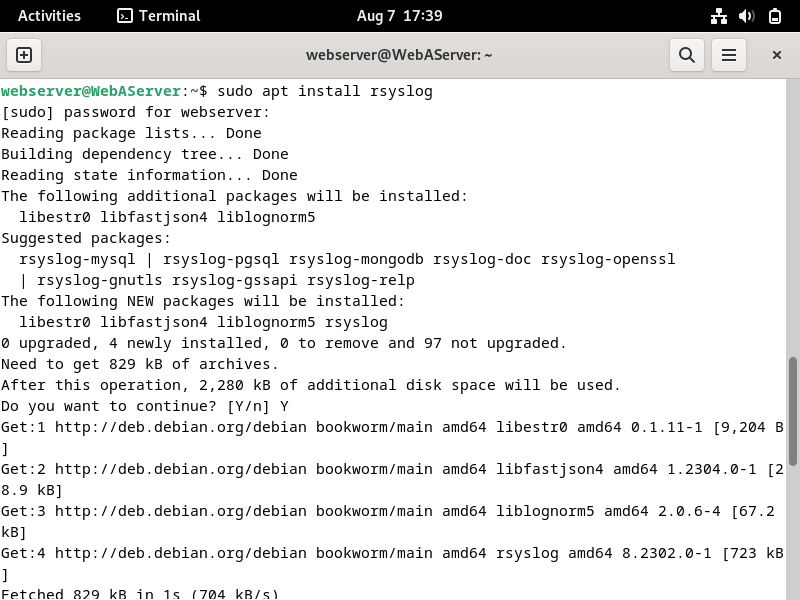 Activities Terminal Aug 7 17:39
webserver@WebAServer: ~
webserver@WebAServer:~$ sudo apt install rsyslog
[sudo] password for webserver:
Reading package lists... Done
Building dependency tree... Done
Reading state information... Done
The following additional packages will be installed:
  libestr0 libfastjson4 liblognorm5
Suggested packages:
  rsyslog-mysql | rsyslog-pgsql rsyslog-mongodb rsyslog-doc rsyslog-openssl
  | rsyslog-gnutls rsyslog-gssapi rsyslog-relp
The following NEW packages will be installed:
  libestr0 libfastjson4 liblognorm5 rsyslog
0 upgraded, 4 newly installed, 0 to remove and 97 not upgraded.
Need to get 829 kB of archives.
After this operation, 2,280 kB of additional disk space will be used.
Do you want to continue? [Y/n] Y
Get:1 http://deb.debian.org/debian bookworm/main amd64 libestr0 amd64 0.1.11-1 [9,204 B
]
Get:2 http://deb.debian.org/debian bookworm/main amd64 libfastjson4 amd64 1.2304.0-1 [2
8.9 kB]
Get:3 http://deb.debian.org/debian bookworm/main amd64 liblognorm5 amd64 2.0.6-4 [67.2
kB]
Get:4 http://deb.debian.org/debian bookworm/main amd64 rsyslog amd64 8.2302.0-1 [723 kB
]
Fetched 829 kB in 1s (704 kB/s)